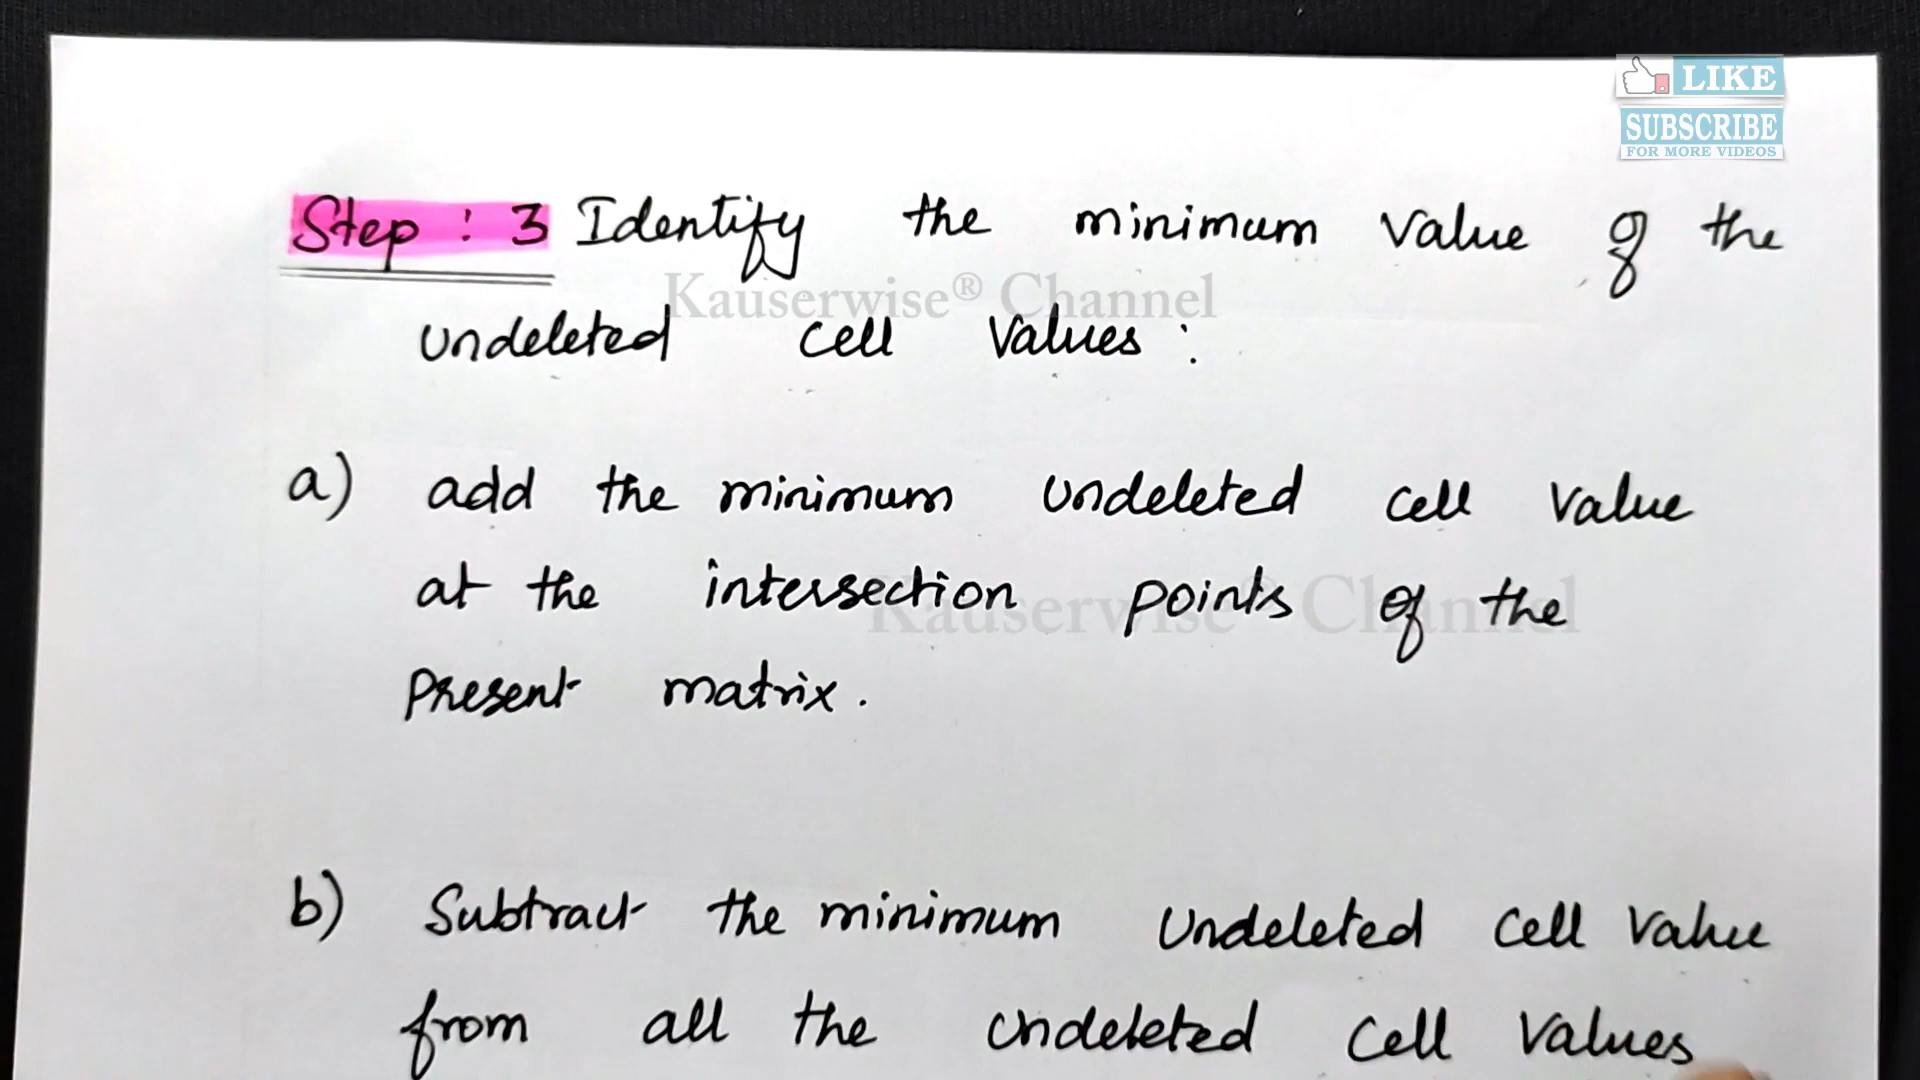 LIKE
SUBSCRIBE
FOR MORE VIDEOS
Step : 3 Identify the minimum value of the
Kauserwise® Channel
undeleted cell values :
a) add the minimum undeleted cell value
at the intersection points of the
Kauserwise® Channel
present matrix.
b) Subtract the minimum undeleted cell value
from all the undeleted cell values